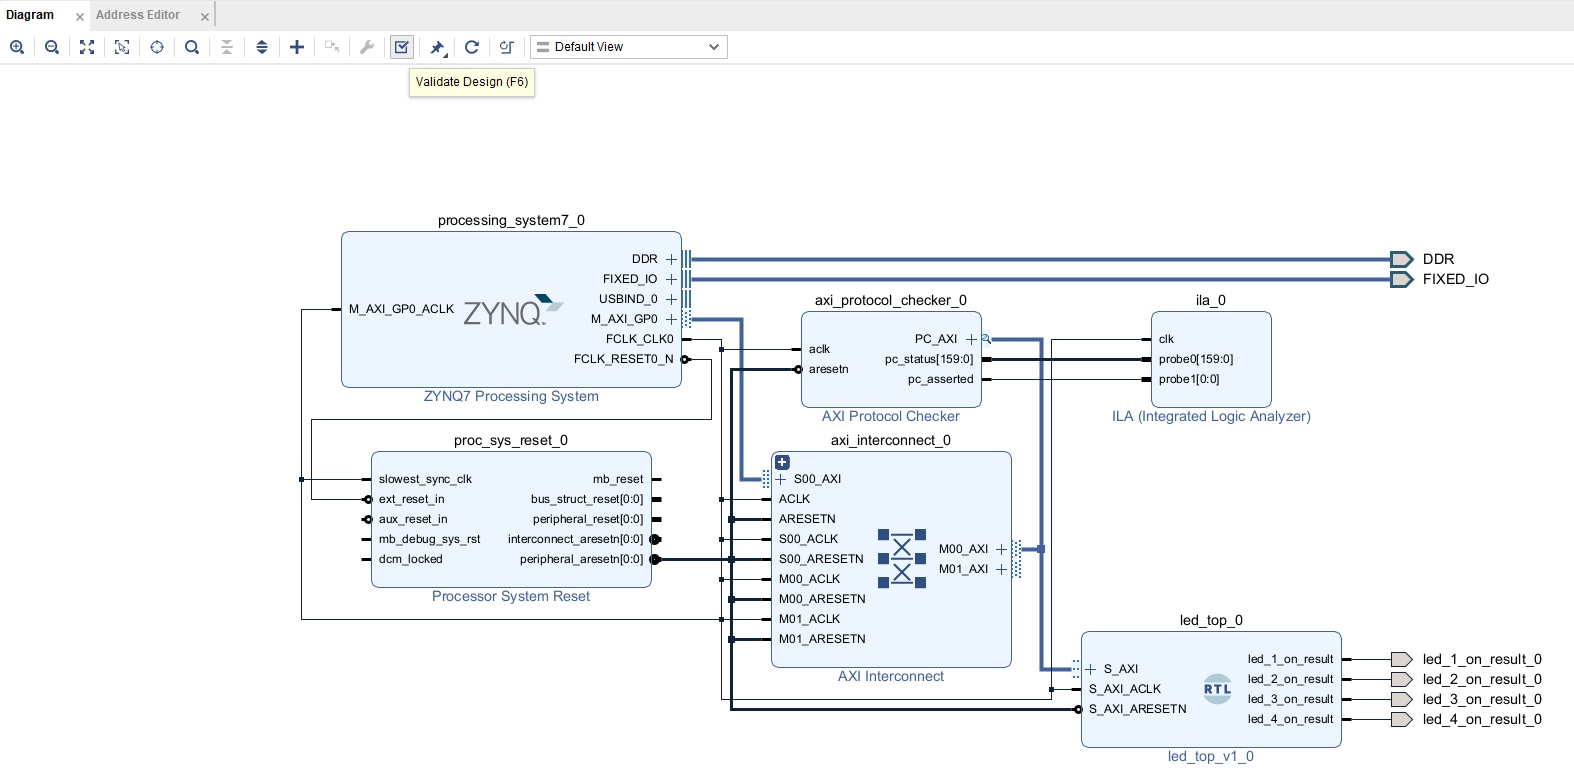 Diagram
Address Editor
Default View
Validate Design (F6)
processing_system7_0
DDR
FIXED_IO
USBIND_0
M_AXI_GP0
FCLK_CLK0
FCLK_RESET0_N
M_AXI_GP0_ACLK
ZYNQ
ZYNQ7 Processing System
DDR
FIXED_IO
axi_protocol_checker_0
aclk
aresetn
PC_AXI
pc_status[159:0]
pc_asserted
AXI Protocol Checker
ila_0
clk
probe0[159:0]
probe1[0:0]
ILA (Integrated Logic Analyzer)
proc_sys_reset_0
slowest_sync_clk
ext_reset_in
aux_reset_in
mb_debug_sys_rst
dcm_locked
mb_reset
bus_struct_reset[0:0]
peripheral_reset[0:0]
interconnect_aresetn[0:0]
peripheral_aresetn[0:0]
Processor System Reset
axi_interconnect_0
S00_AXI
ACLK
ARESETN
S00_ACLK
S00_ARESETN
M00_ACLK
M00_ARESETN
M01_ACLK
M01_ARESETN
M00_AXI
M01_AXI
AXI Interconnect
led_top_0
S_AXI
S_AXI_ACLK
S_AXI_ARESETN
RTL
led_1_on_result
led_2_on_result
led_3_on_result
led_4_on_result
led_top_v1_0
led_1_on_result_0
led_2_on_result_0
led_3_on_result_0
led_4_on_result_0